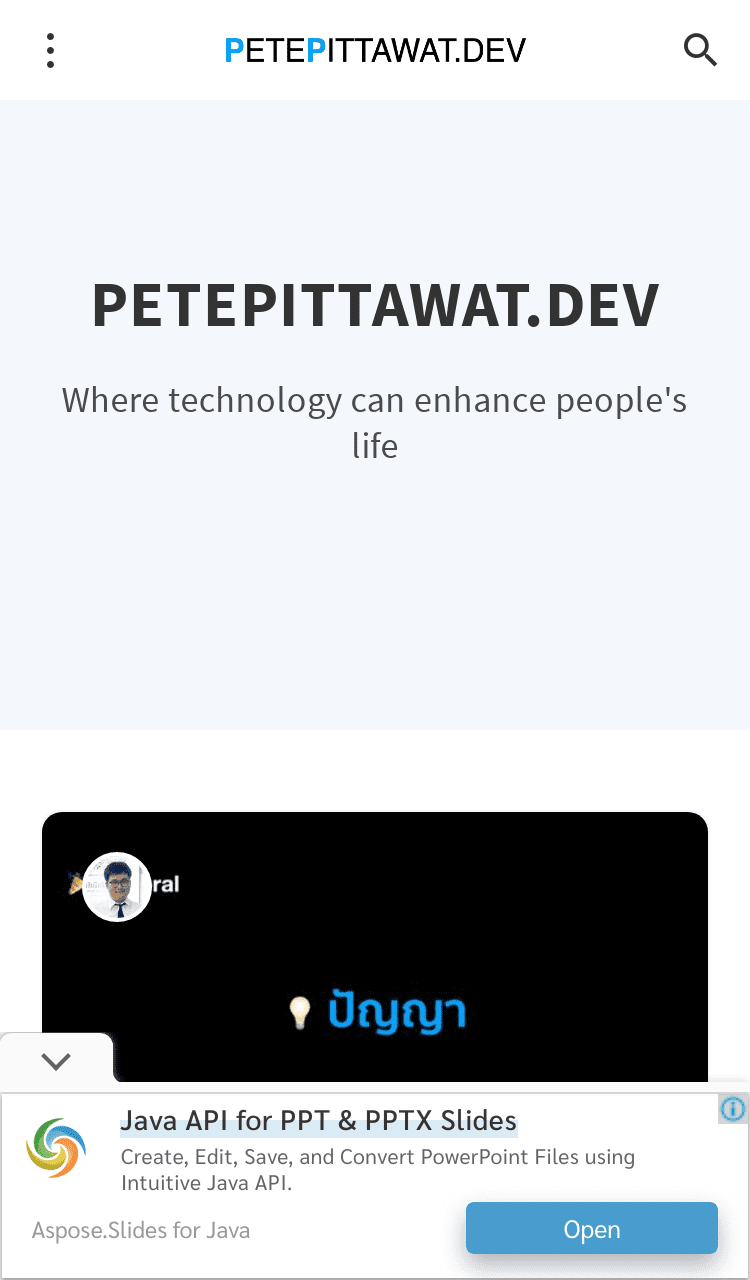 PETEPITTAWAT.DEV
PETEPITTAWAT.DEV
Where technology can enhance people's
life
ปัญญา
Java API for PPT & PPTX Slides
Create, Edit, Save, and Convert PowerPoint Files using
Intuitive Java API.
Aspose.Slides for Java
Open